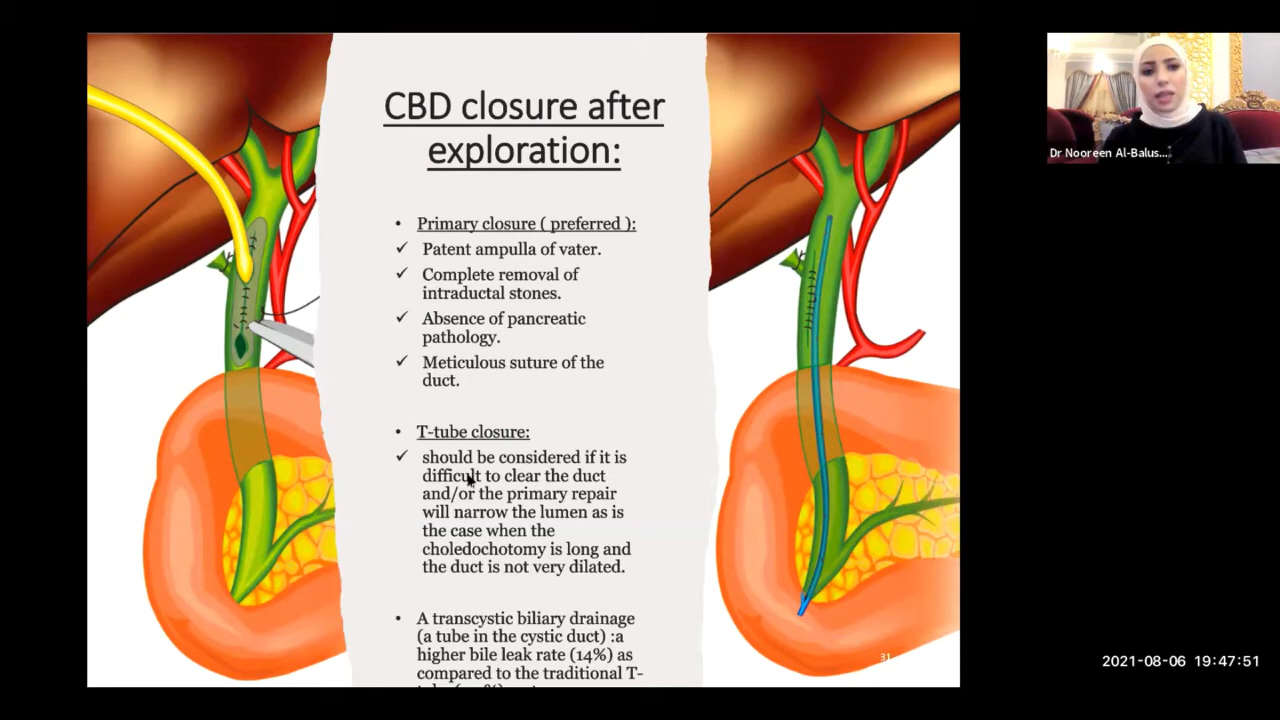 CBD closure after
exploration:
• Primary closure ( preferred ):
✓ Patent ampulla of vater.
✓ Complete removal of
intraductal stones.
✓ Absence of pancreatic
pathology.
✓ Meticulous suture of the
duct.
• T-tube closure:
✓ should be considered if it is
difficult to clear the duct
and/or the primary repair
will narrow the lumen as is
the case when the
choledochotomy is long and
the duct is not very dilated.
• A transcystic biliary drainage
(a tube in the cystic duct) :a
higher bile leak rate (14%) as
compared to the traditional T-
31
Dr Nooreen Al-Balus...
2021-08-06 19:47:51